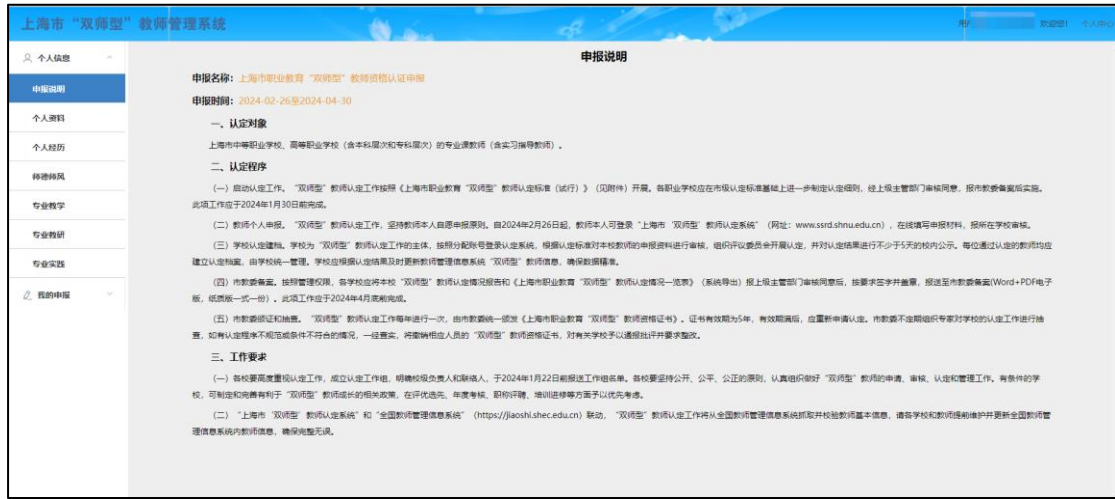 上海市“双师型”教师管理系统
欢迎您!
个人中心
个人信息
申报说明
个人资料
个人经历
师德师风
专业教学
专业教研
专业实践
我的申报
申报说明
申报名称：上海市职业教育“双师型”教师资格认证申报
申报时间：2024-02-26至2024-04-30
一、认定对象
上海市中等职业学校、高等职业学校（含本科层次和专科层次）的专业课教师（含实习指导教师）。
二、认定程序
（一）启动认定工作。“双师型”教师认定工作按照《上海市职业教育“双师型”教师认定标准（试行）》（见附件）开展。各职业学校应在市级认定标准基础上进一步制定认定细则，经上级主管部门审核同意，报市教委备案后实施。
此项工作应于2024年1月30日前完成。
（二）教师个人申报。“双师型”教师认定工作，坚持教师本人自愿申报原则。自2024年2月26日起，教师本人可登录“上海市‘双师型’教师认定系统”（网址：www.ssrd.shnu.edu.cn），在线填写申报材料，报所在学校审核。
（三）学校认定建档。学校为“双师型”教师认定工作的主体，按照分配账号登录认定系统，根据认定标准对本校教师的申报资料进行审核，组织评议委员会开展认定，并对认定结果进行不少于5天的校内公示。每位通过认定的教师均应
建立认定档案，由学校统一管理。学校应根据认定结果及时更新教师管理信息系统“双师型”教师信息，确保数据精准。
（四）市教委备案。按照管理权限，各学校应将本校“双师型”教师认定情况报告和《上海市职业教育“双师型”教师认定情况一览表》（系统导出）报上级主管部门审核同意后，按要求签字并盖章，报送至市教委备案(Word+PDF电子
版，纸质版一式一份）。此项工作应于2024年4月底前完成。
（五）市教委颁证和抽查。“双师型”教师认定工作每年进行一次，由市教委统一颁发《上海市职业教育“双师型”教师资格证书》。证书有效期为5年，有效期满后，应重新申请认定。市教委不定期组织专家对学校的认定工作进行抽
查，如有认定程序不规范或条件不符合的情况，一经查实，将撤销相应人员的“双师型”教师资格证书，对有关学校予以通报批评并要求整改。
三、工作要求
（一）各校要高度重视认定工作，成立认定工作组，明确校级负责人和联络人，于2024年1月22日前报送工作组名单。各校要坚持公开、公平、公正的原则，认真组织做好“双师型”教师的申请、审核、认定和管理工作。有条件的学
校，可制定和完善有利于“双师型”教师成长的相关政策，在评优选先、年度考核、职称评聘、培训进修等方面予以优先考虑。
（二）“上海市‘双师型’教师认定系统”和“全国教师管理信息系统”（https://jiaoshi.shec.edu.cn）联动，“双师型”教师认定工作将从全国教师管理信息系统抓取并校验教师基本信息，请各学校和教师提前维护并更新全国教师管
理信息系统内教师信息，确保完整无误。